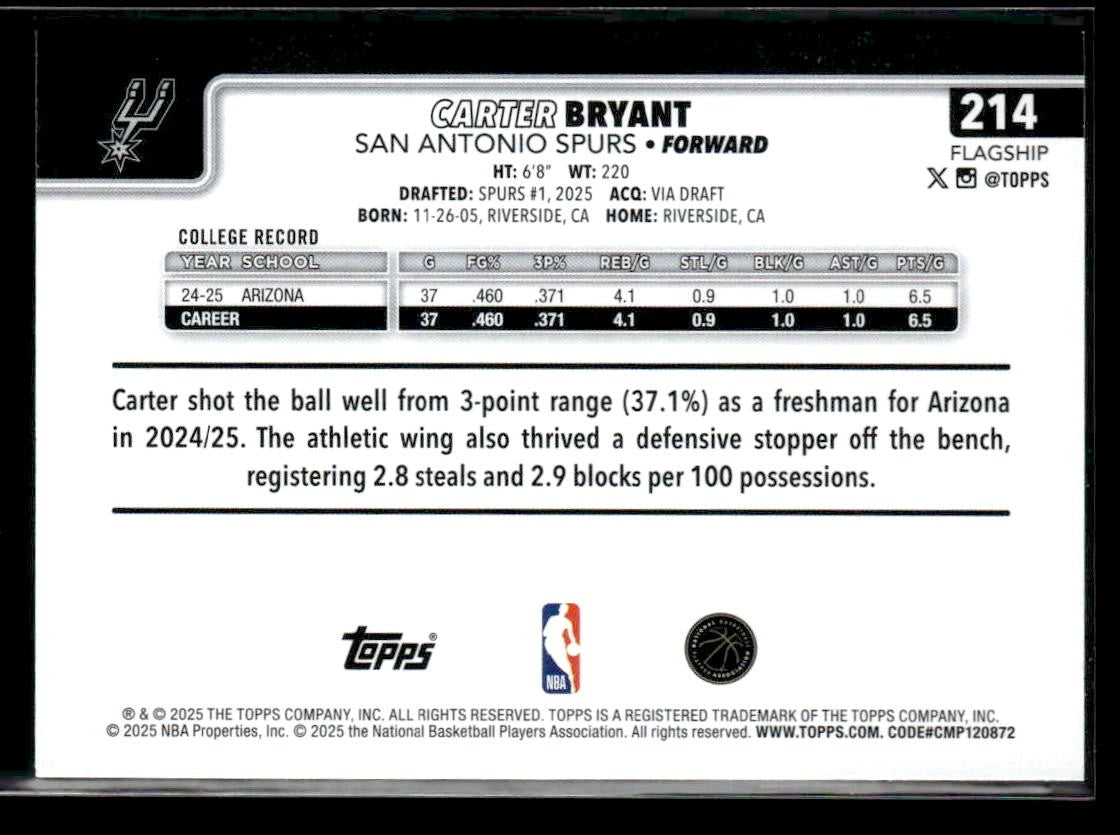 CARTER BRYANT
SAN ANTONIO SPURS • FORWARD
HT: 6'8" WT: 220
DRAFTED: SPURS #1, 2025 ACQ: VIA DRAFT
BORN: 11-26-05, RIVERSIDE, CA HOME: RIVERSIDE, CA
214
FLAGSHIP
X @TOPPS
COLLEGE RECORD
YEAR SCHOOL G FG% 3P% REB/G STL/G BLK/G AST/G PTS/G
24-25 ARIZONA 37 .460 .371 4.1 0.9 1.0 1.0 6.5
CAREER 37 .460 .371 4.1 0.9 1.0 1.0 6.5
Carter shot the ball well from 3-point range (37.1%) as a freshman for Arizona
in 2024/25. The athletic wing also thrived a defensive stopper off the bench,
registering 2.8 steals and 2.9 blocks per 100 possessions.
topps®
NBA
NATIONAL BASKETBALL PLAYERS ASSOCIATION
® & © 2025 THE TOPPS COMPANY, INC. ALL RIGHTS RESERVED. TOPPS IS A REGISTERED TRADEMARK OF THE TOPPS COMPANY, INC.
© 2025 NBA Properties, Inc. © 2025 the National Basketball Players Association. All rights reserved. WWW.TOPPS.COM. CODE#CMP120872